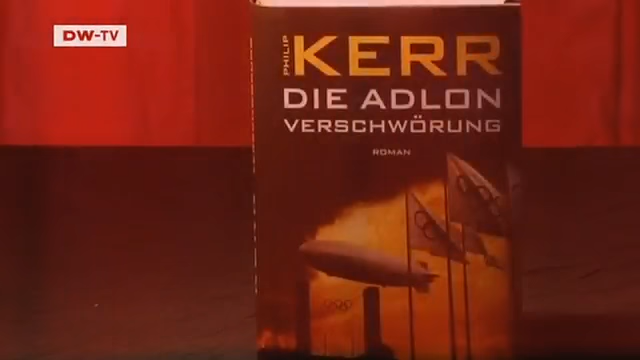 DW-TV
PHILIP
KERR
DIE ADLON
VERSCHWÖRUNG
ROMAN